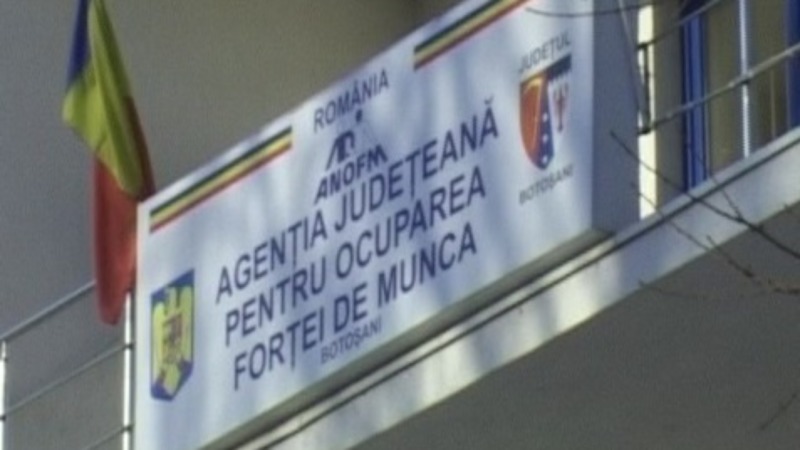 ROMÂNIA
ANOFM
AGENȚIA JUDEȚEANĂ
PENTRU OCUPAREA
FORȚEI DE MUNCA
BOTOȘANI
JUDEȚUL
BOTOȘANI